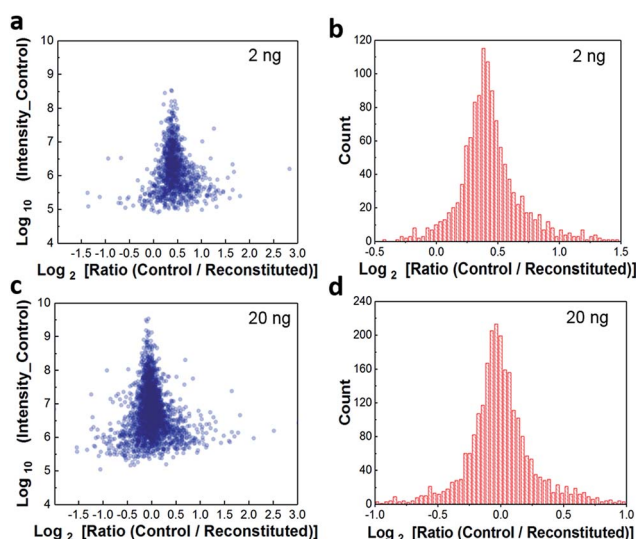 a
2 ng
10
9
8
7
6
5
4
Log 10 (Intensity_Control)
-1.5 -1.0 -0.5 0.0 0.5 1.0 1.5 2.0 2.5 3.0
Log 2 [Ratio (Control / Reconstituted)]
b
2 ng
120
100
80
60
40
20
0
Count
-0.5 0.0 0.5 1.0 1.5
Log 2 [Ratio (Control / Reconstituted)]
c
20 ng
10
9
8
7
6
5
4
Log 10 (Intensity_Control)
-1.5 -1.0 -0.5 0.0 0.5 1.0 1.5 2.0 2.5 3.0
Log 2 [Ratio (Control / Reconstituted)]
d
20 ng
240
200
160
120
80
40
0
Count
-1.0 -0.5 0.0 0.5 1.0
Log 2 [Ratio (Control / Reconstituted)]